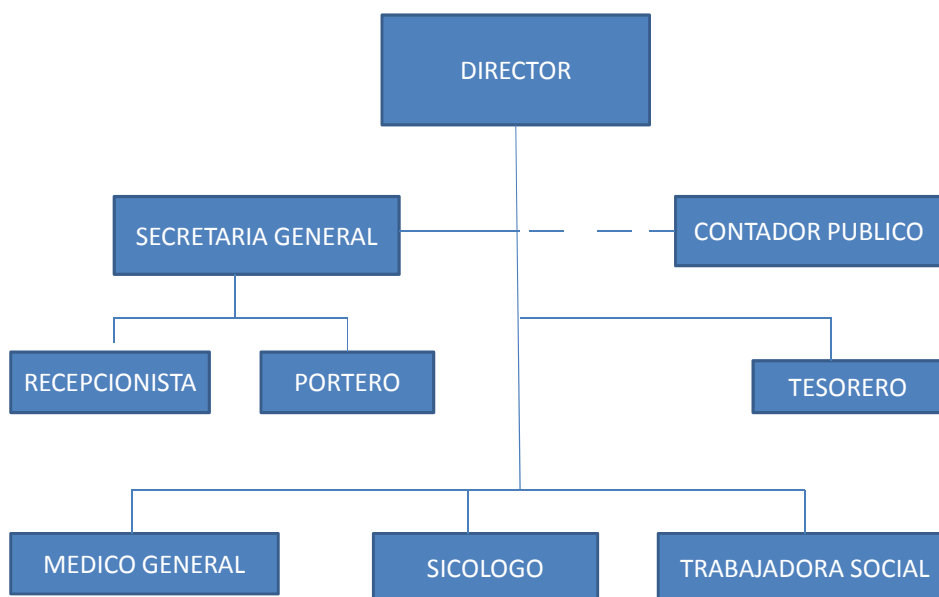 DIRECTOR
SECRETARIA GENERAL
CONTADOR PUBLICO
RECEPCIONISTA
PORTERO
TESORERO
MEDICO GENERAL
SICOLOGO
TRABAJADORA SOCIAL